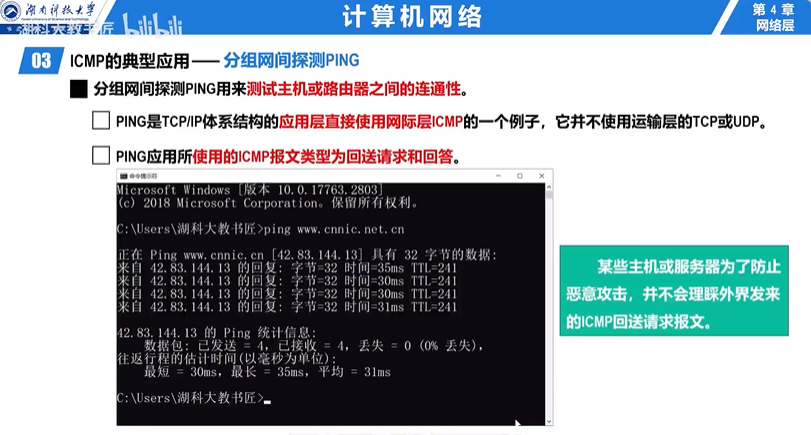 湖南科技大学
Hunan University of Science and Technology
计算机网络
第 4 章
网络层
湖科大教书匠 bilibili
03 ICMP的典型应用——分组网间探测PING
分组网间探测PING用来测试主机或路由器之间的连通性。
PING是TCP/IP体系结构的应用层直接使用网际层ICMP的一个例子，它并不使用运输层的TCP或UDP。
PING应用所使用的ICMP报文类型为回送请求和回答。
命令提示符
Microsoft Windows [版本 10.0.17763.2803]
(c) 2018 Microsoft Corporation。保留所有权利。
C:\Users\湖科大教书匠>ping www.cnnic.net.cn
正在 Ping www.cnnic.cn [42.83.144.13] 具有 32 字节的数据:
来自 42.83.144.13 的回复: 字节=32 时间=35ms TTL=241
来自 42.83.144.13 的回复: 字节=32 时间=30ms TTL=241
来自 42.83.144.13 的回复: 字节=32 时间=30ms TTL=241
来自 42.83.144.13 的回复: 字节=32 时间=31ms TTL=241
42.83.144.13 的 Ping 统计信息:
数据包: 已发送 = 4，已接收 = 4，丢失 = 0 (0% 丢失)，
往返行程的估计时间(以毫秒为单位):
最短 = 30ms，最长 = 35ms，平均 = 31ms
C:\Users\湖科大教书匠>
某些主机或服务器为了防止
恶意攻击，并不会理睬外界发来
的ICMP回送请求报文。